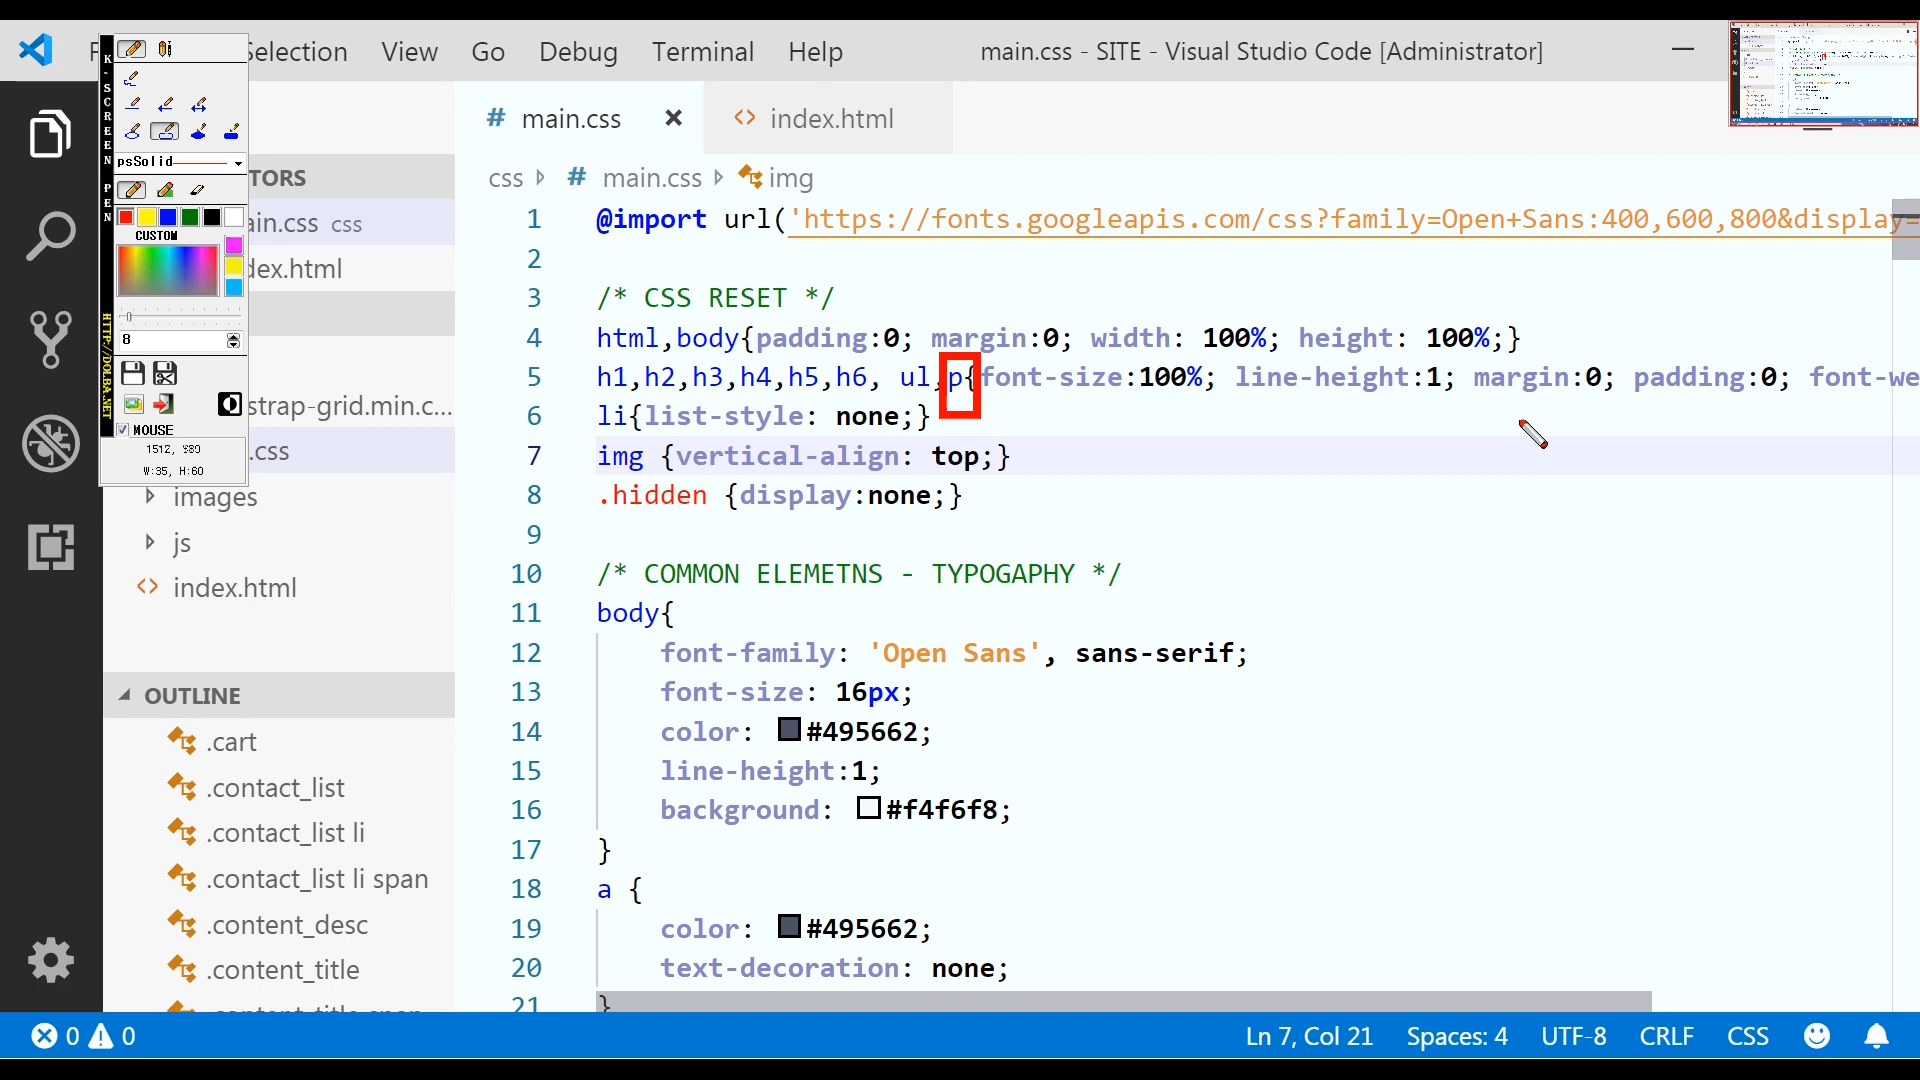 Selection View Go Debug Terminal Help main.css - SITE - Visual Studio Code [Administrator]
K-SCREEN PEN
HTTP://DOLBA.NET
psSolid
CUSTOM
8
MOUSE
W:35, H:60
TORS
ain.css css
dex.html
strap-grid.min.c...
.css
images
js
index.html
OUTLINE
.cart
.contact_list
.contact_list li
.contact_list li span
.content_desc
.content_title
main.css index.html
css main.css img
1 @import url('https://fonts.googleapis.com/css?family=Open+Sans:400,600,800&display=
2
3 /* CSS RESET */
4 html,body{padding:0; margin:0; width: 100%; height: 100%;}
5 h1,h2,h3,h4,h5,h6, ul,p{font-size:100%; line-height:1; margin:0; padding:0; font-we
6 li{list-style: none;}
7 img {vertical-align: top;}
8 .hidden {display:none;}
9
10 /* COMMON ELEMETNS - TYPOGAPHY */
11 body{
12 font-family: 'Open Sans', sans-serif;
13 font-size: 16px;
14 color: #495662;
15 line-height:1;
16 background: #f4f6f8;
17 }
18 a {
19 color: #495662;
20 text-decoration: none;
21 }
0 0 Ln 7, Col 21 Spaces: 4 UTF-8 CRLF CSS